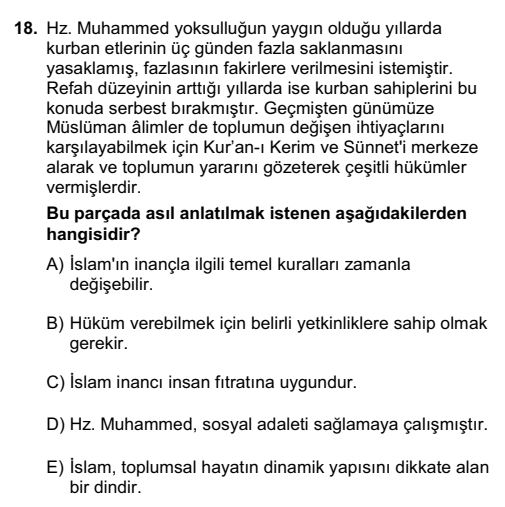 18. Hz. Muhammed yoksulluğun yaygın olduğu yıllarda
kurban etlerinin üç günden fazla saklanmasını
yasaklamış, fazlasının fakirlere verilmesini istemiştir.
Refah düzeyinin arttığı yıllarda ise kurban sahiplerini bu
konuda serbest bırakmıştır. Geçmişten günümüze
Müslüman âlimler de toplumun değişen ihtiyaçlarını
karşılayabilmek için Kur’an-ı Kerim ve Sünnet'i merkeze
alarak ve toplumun yararını gözeterek çeşitli hükümler
vermişlerdir.
Bu parçada asıl anlatılmak istenen aşağıdakilerden
hangisidir?
A) İslam'ın inançla ilgili temel kuralları zamanla
değişebilir.
B) Hüküm verebilmek için belirli yetkinliklere sahip olmak
gerekir.
C) İslam inancı insan fıtratına uygundur.
D) Hz. Muhammed, sosyal adaleti sağlamaya çalışmıştır.
E) İslam, toplumsal hayatın dinamik yapısını dikkate alan
bir dindir.